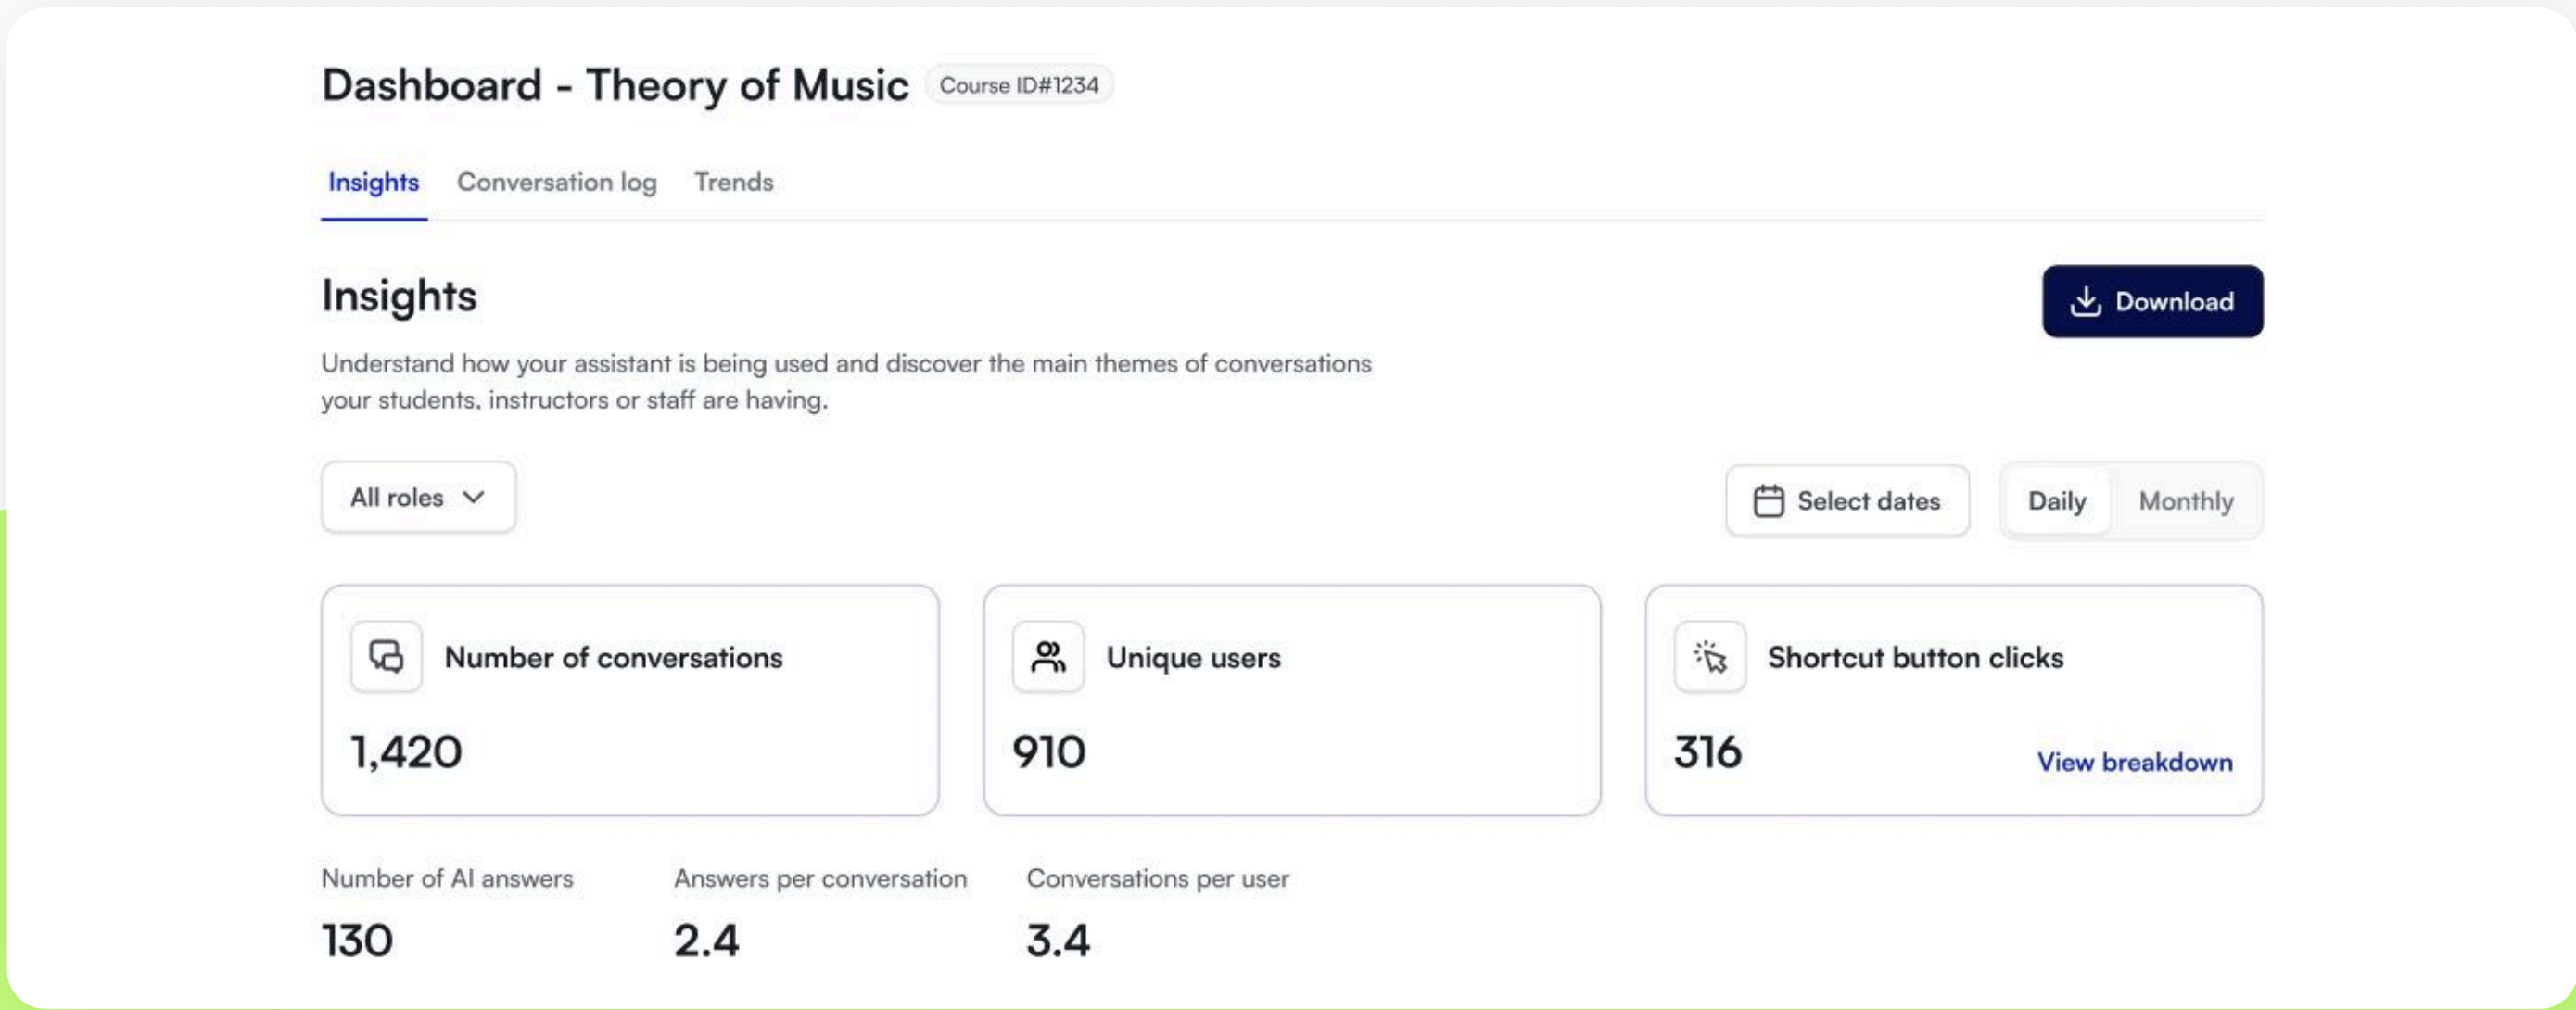 Dashboard - Theory of Music Course ID#1234
Insights Conversation log Trends
Insights
Download
Understand how your assistant is being used and discover the main themes of conversations
your students, instructors or staff are having.
All roles
Select dates
Daily Monthly
Number of conversations
1,420
Unique users
910
Shortcut button clicks
316
View breakdown
Number of AI answers
130
Answers per conversation
2.4
Conversations per user
3.4